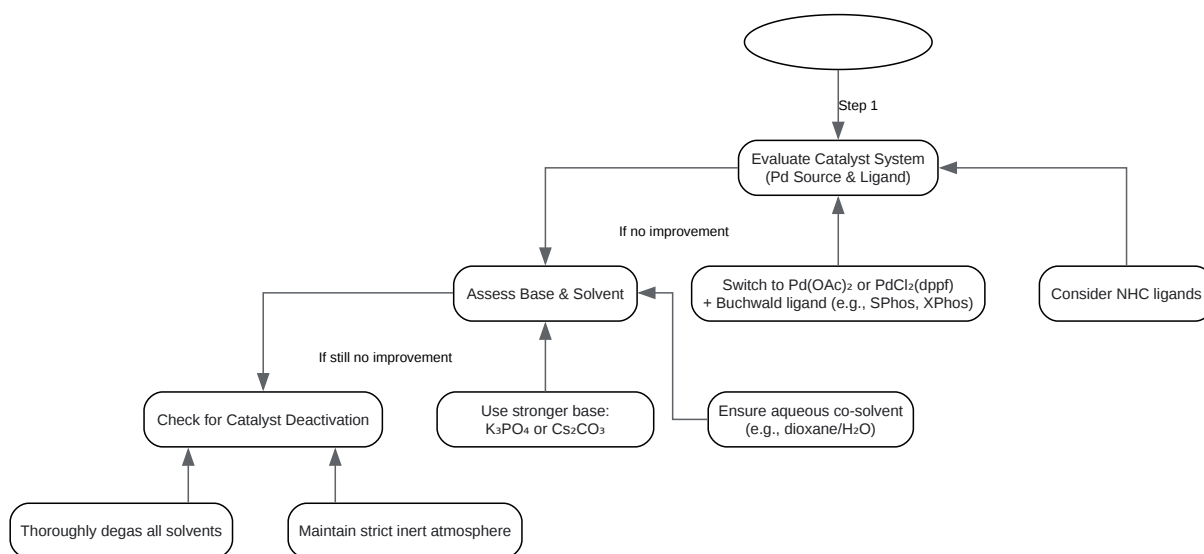 Step 1
Evaluate Catalyst System
(Pd Source & Ligand)
If no improvement
Assess Base & Solvent
Switch to Pd(OAc)₂ or PdCl₂(dppf)
+ Buchwald ligand (e.g., SPhos, XPhos)
Consider NHC ligands
If still no improvement
Check for Catalyst Deactivation
Use stronger base:
K₃PO₄ or Cs₂CO₃
Ensure aqueous co-solvent
(e.g., dioxane/H₂O)
Thoroughly degas all solvents
Maintain strict inert atmosphere